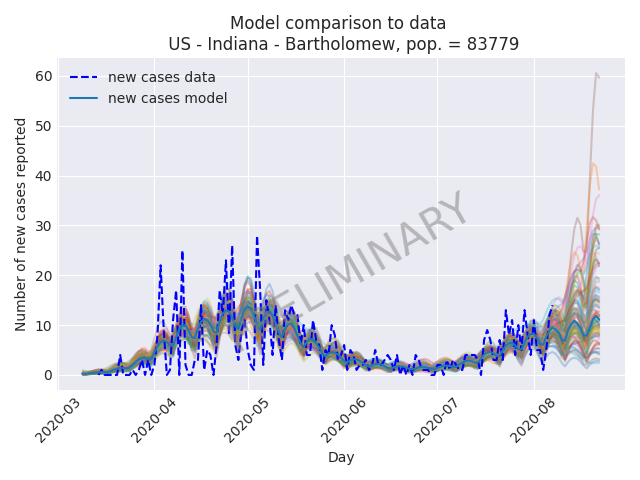 Model comparison to data
US - Indiana - Bartholomew, pop. = 83779
Number of new cases reported
60
50
40
30
20
10
0
new cases data
new cases model
ELIMINARY
2020-03
2020-04
2020-05
2020-06
2020-07
2020-08
Day